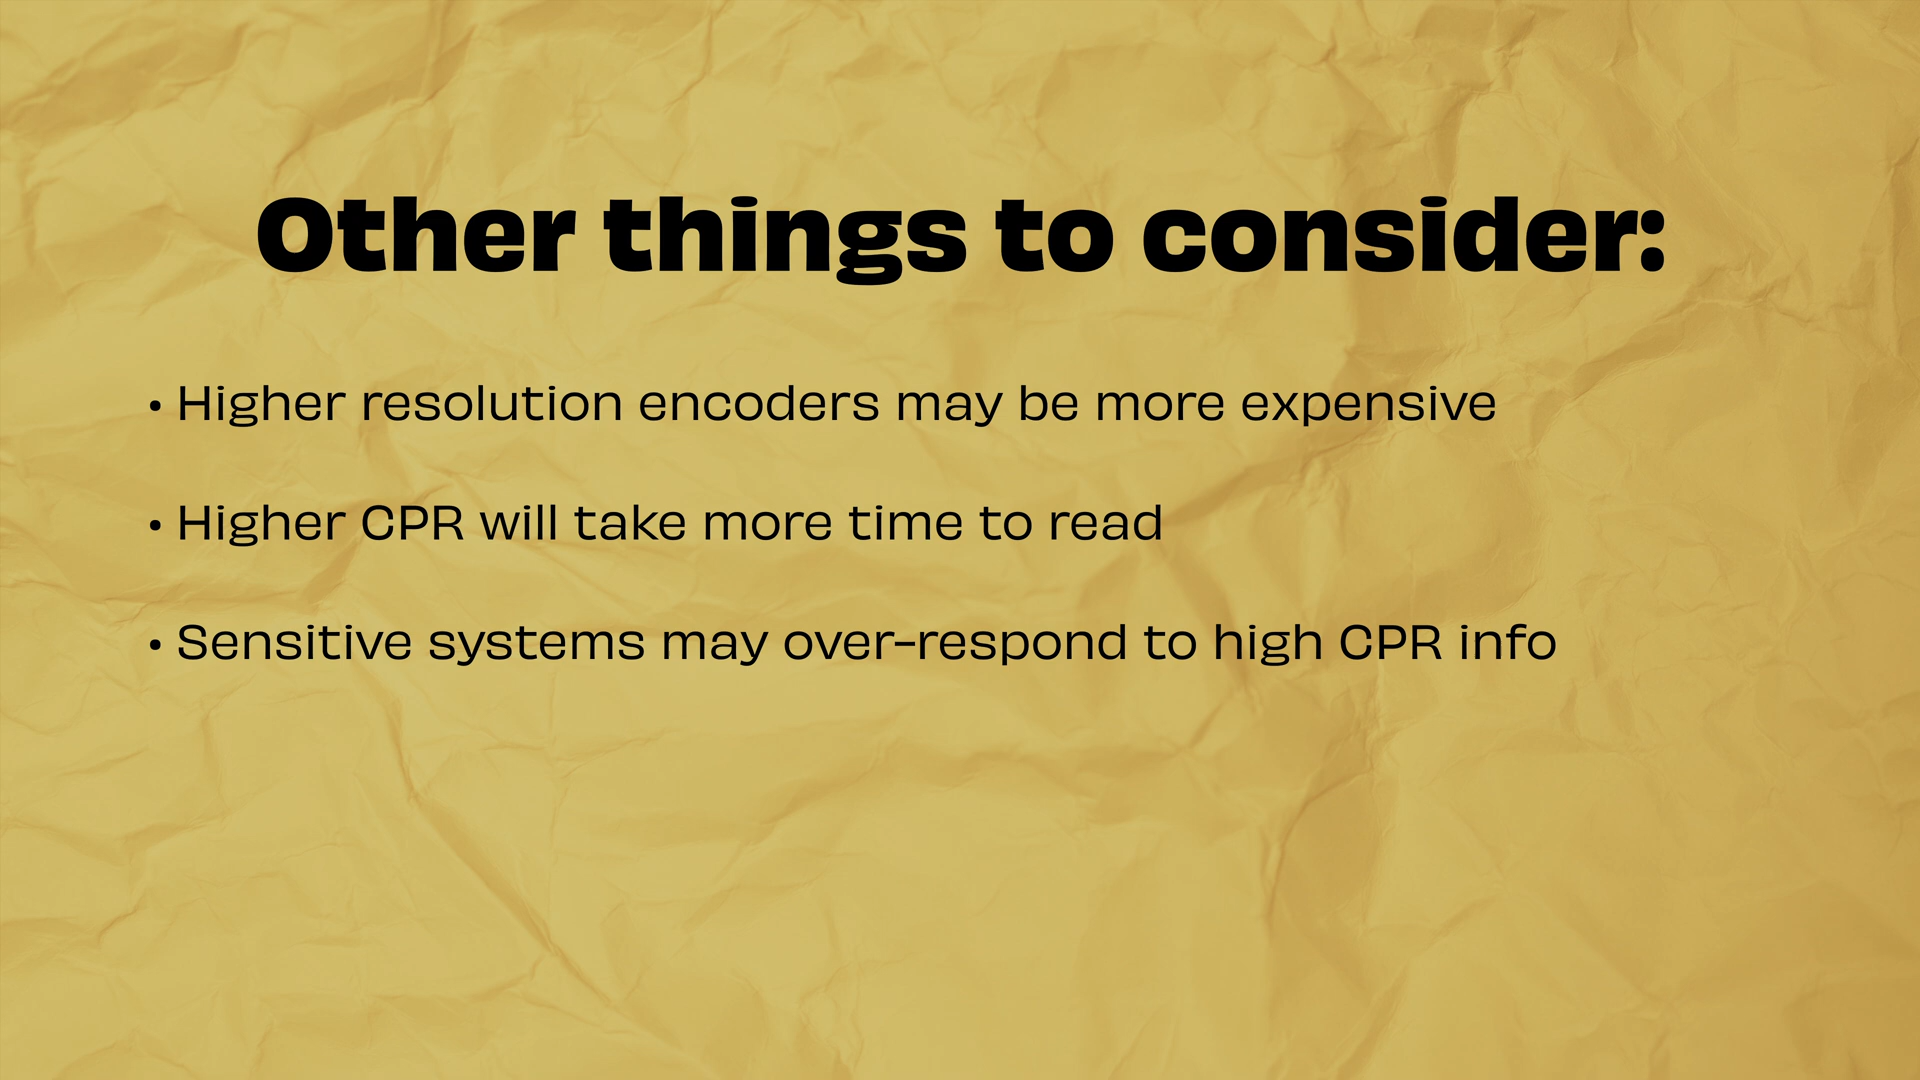 Other things to consider:
• Higher resolution encoders may be more expensive
• Higher CPR will take more time to read
• Sensitive systems may over-respond to high CPR info